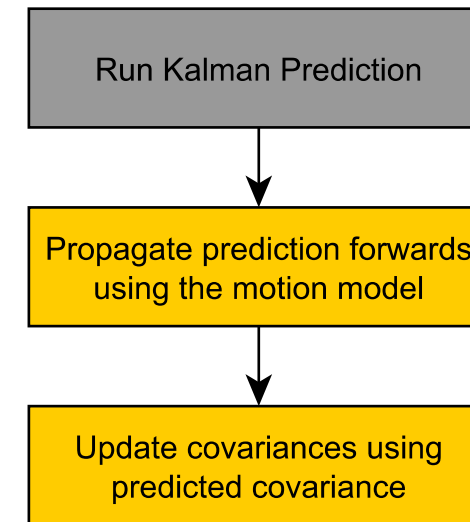 Run Kalman Prediction
Propagate prediction forwards
using the motion model
Update covariances using
predicted covariance